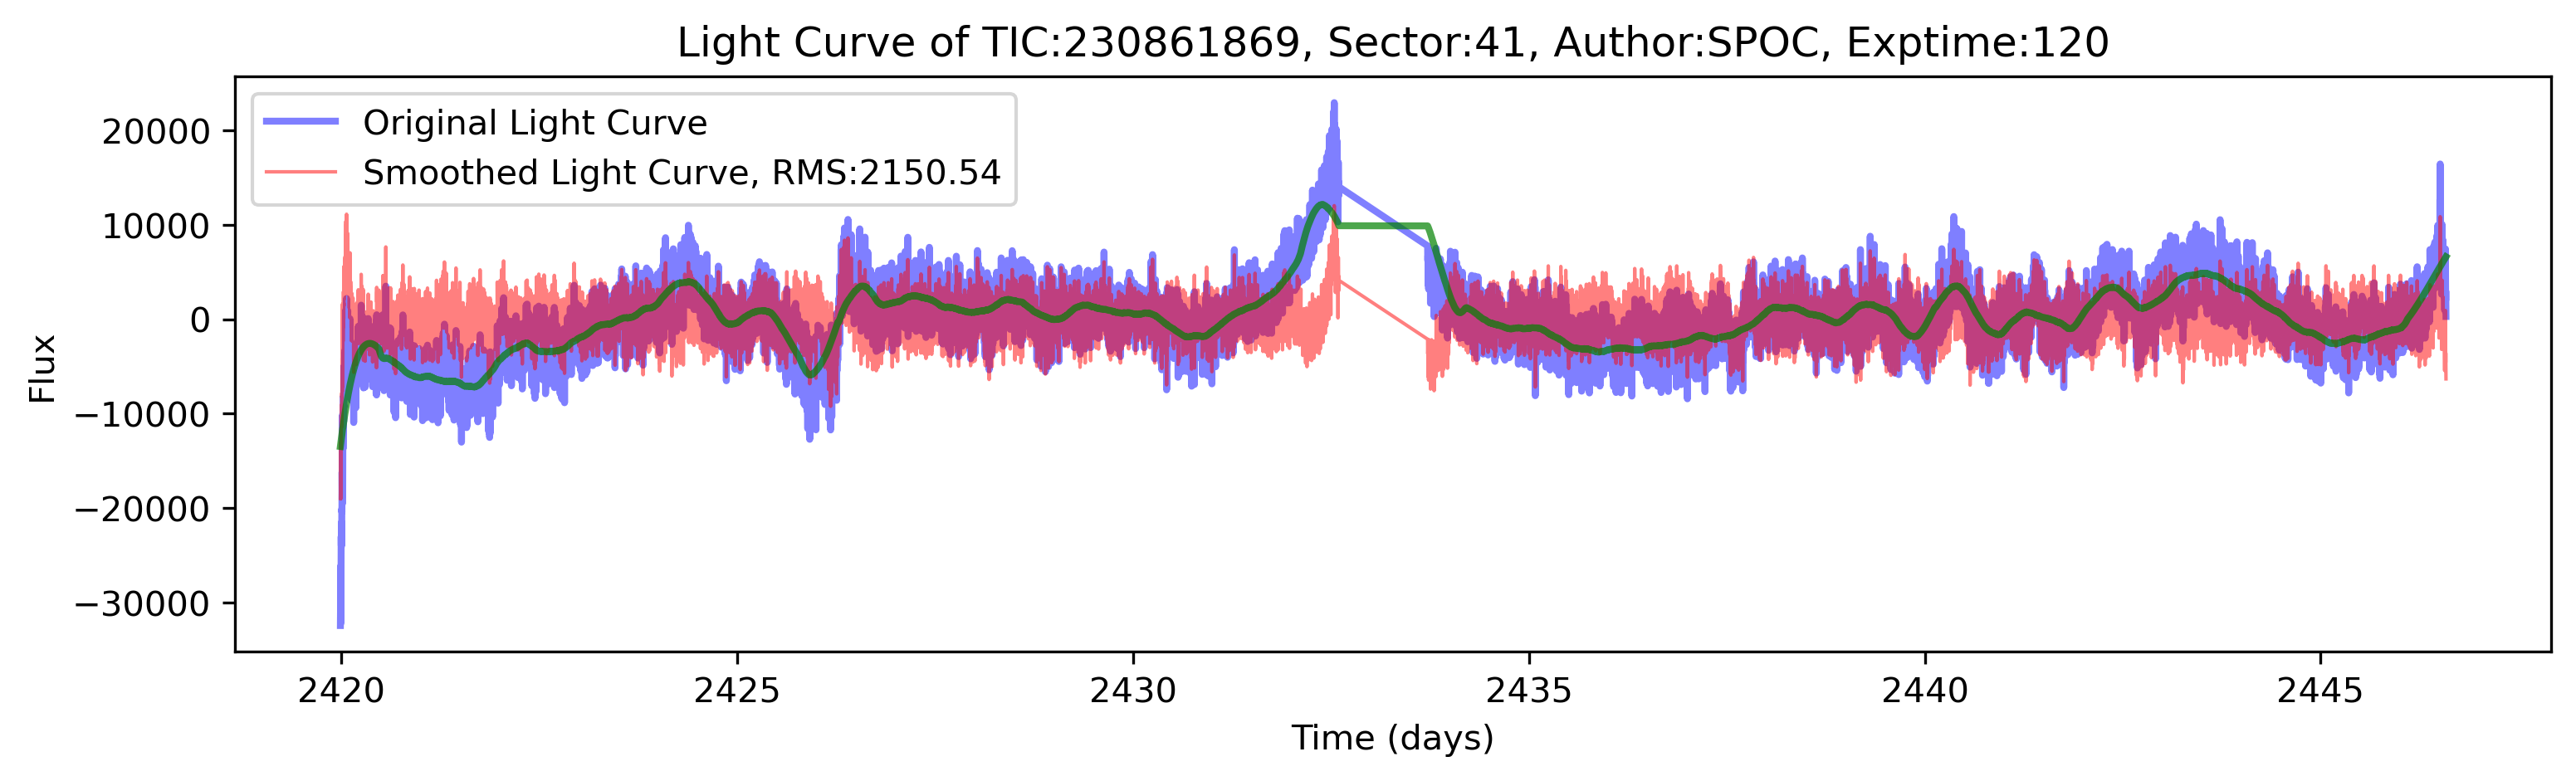 Light Curve of TIC:230861869, Sector:41, Author:SPOC, Exptime:120
Original Light Curve
Smoothed Light Curve, RMS:2150.54
Flux
20000
10000
0
−10000
−20000
−30000
2420
2425
2430
2435
2440
2445
Time (days)